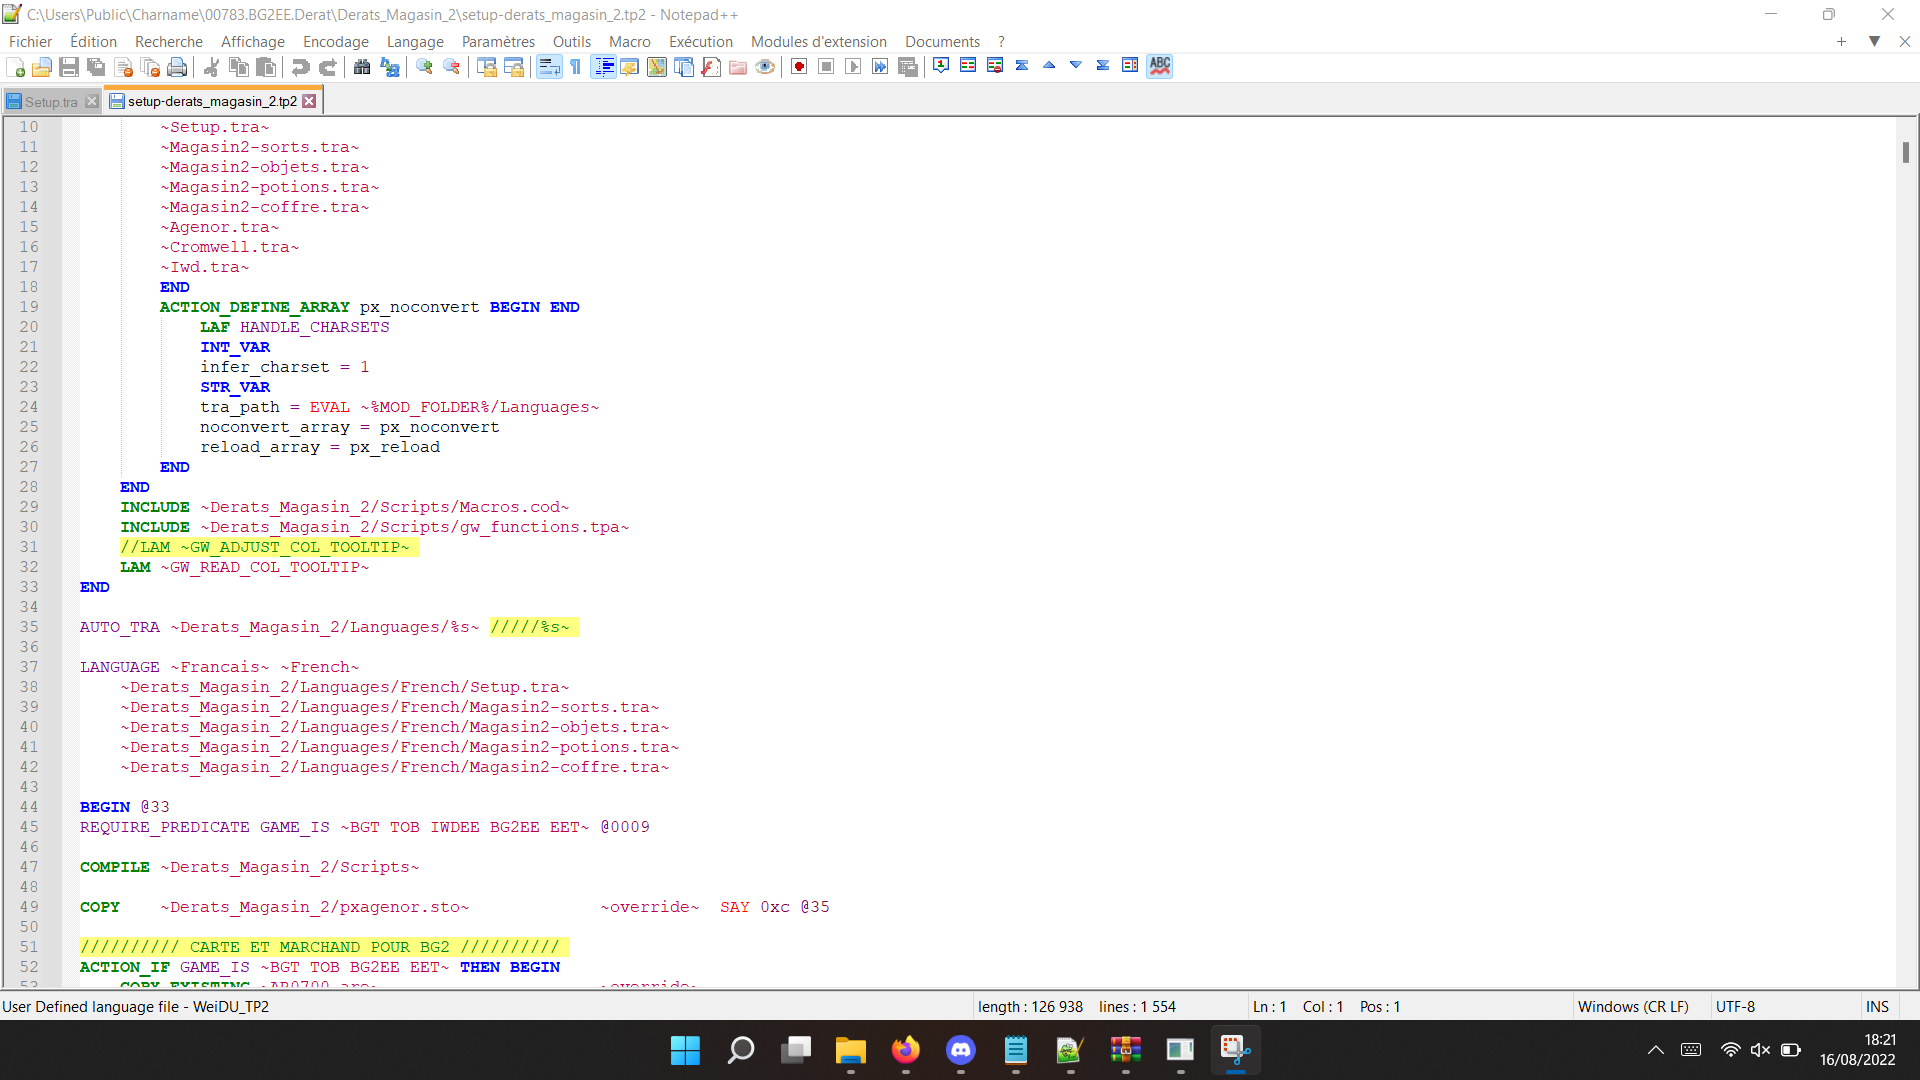 C:\Users\Public\Charname\00783.BG2EE.Derat\Derats_Magasin_2\setup-derats_magasin_2.tp2 - Notepad++
Fichier Édition Recherche Affichage Encodage Langage Paramètres Outils Macro Exécution Modules d'extension Documents ?
Setup.tra setup-derats_magasin_2.tp2
10 ~Setup.tra~
11 ~Magasin2-sorts.tra~
12 ~Magasin2-objets.tra~
13 ~Magasin2-potions.tra~
14 ~Magasin2-coffre.tra~
15 ~Agenor.tra~
16 ~Cromwell.tra~
17 ~Iwd.tra~
18 END
19 ACTION_DEFINE_ARRAY px_noconvert BEGIN END
20 LAF HANDLE_CHARSETS
21 INT_VAR
22 infer_charset = 1
23 STR_VAR
24 tra_path = EVAL ~%MOD_FOLDER%/Languages~
25 noconvert_array = px_noconvert
26 reload_array = px_reload
27 END
28 END
29 INCLUDE ~Derats_Magasin_2/Scripts/Macros.cod~
30 INCLUDE ~Derats_Magasin_2/Scripts/gw_functions.tpa~
31 //LAM ~GW_ADJUST_COL_TOOLTIP~
32 LAM ~GW_READ_COL_TOOLTIP~
33 END
34
35 AUTO_TRA ~Derats_Magasin_2/Languages/%s~ /////%s~
36
37 LANGUAGE ~Francais~ ~French~
38 ~Derats_Magasin_2/Languages/French/Setup.tra~
39 ~Derats_Magasin_2/Languages/French/Magasin2-sorts.tra~
40 ~Derats_Magasin_2/Languages/French/Magasin2-objets.tra~
41 ~Derats_Magasin_2/Languages/French/Magasin2-potions.tra~
42 ~Derats_Magasin_2/Languages/French/Magasin2-coffre.tra~
43
44 BEGIN @33
45 REQUIRE_PREDICATE GAME_IS ~BGT TOB IWDEE BG2EE EET~ @0009
46
47 COMPILE ~Derats_Magasin_2/Scripts~
48
49 COPY ~Derats_Magasin_2/pxagenor.sto~ ~override~ SAY 0xc @35
50
51 ////////// CARTE ET MARCHAND POUR BG2 //////////
52 ACTION_IF GAME_IS ~BGT TOB BG2EE EET~ THEN BEGIN
53 COPY_EXISTING ~AR0700.are~ ~override~
User Defined language file - WeiDU_TP2 length : 126 938 lines : 1 554 Ln : 1 Col : 1 Pos : 1 Windows (CR LF) UTF-8 INS
18:21
16/08/2022